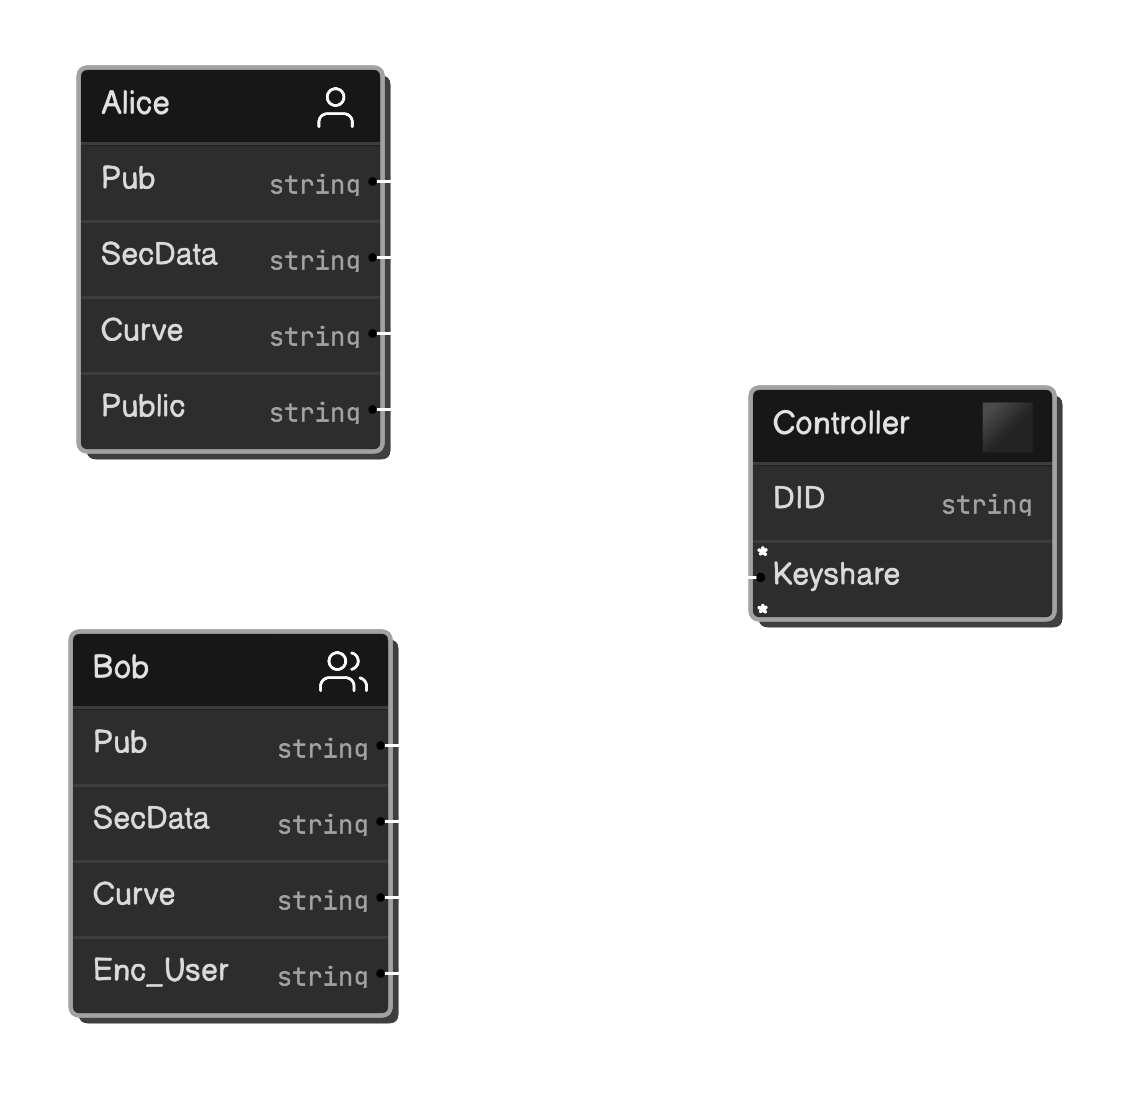 Alice
Pub string
SecData string
Curve string
Public string
Controller
DID string
*
Keyshare
*
Bob
Pub string
SecData string
Curve string
Enc_User string